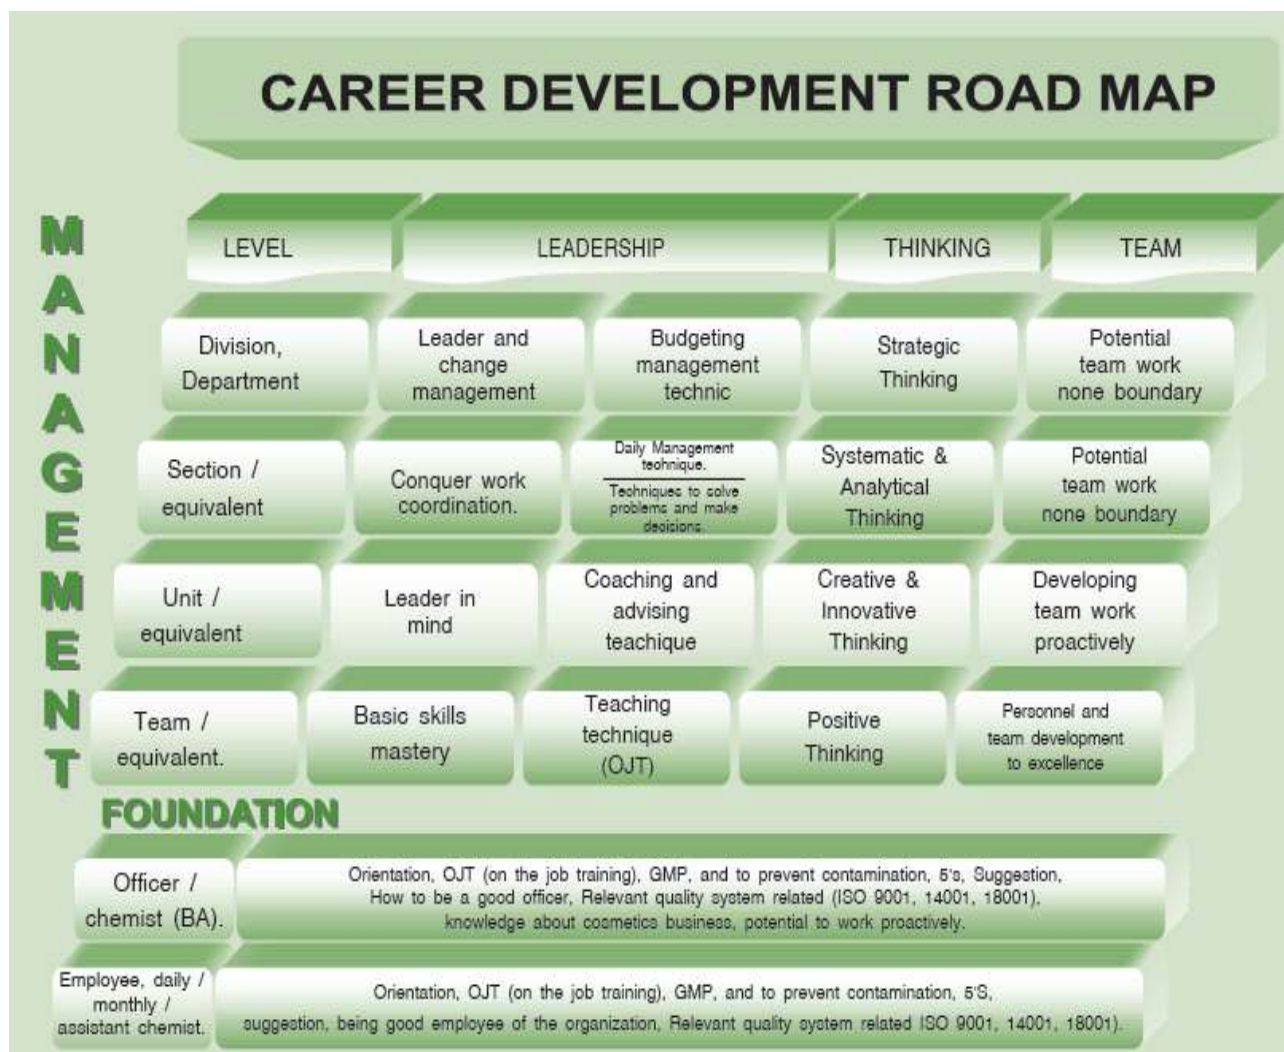 CAREER DEVELOPMENT ROAD MAP
MANAGEMENT
LEVEL
LEADERSHIP
THINKING
TEAM
Division,
Department
Leader and
change
management
Budgeting
management
technic
Strategic
Thinking
Potential
team work
none boundary
Section /
equivalent
Conquer work
coordination.
Daily Management
technique.
Techniques to solve
problems and make
decisions.
Systematic &
Analytical
Thinking
Potential
team work
none boundary
Unit /
equivalent
Leader in
mind
Coaching and
advising
teachique
Creative &
Innovative
Thinking
Developing
team work
proactively
Team /
equivalent.
Basic skills
mastery
Teaching
technique
(OJT)
Positive
Thinking
Personnel and
team development
to excellence
FOUNDATION
Officer /
chemist (BA).
Orientation, OJT (on the job training), GMP, and to prevent contamination, 5's, Suggestion,
How to be a good officer, Relevant quality system related (ISO 9001, 14001, 18001),
knowledge about cosmetics business, potential to work proactively.
Employee, daily /
monthly /
assistant chemist.
Orientation, OJT (on the job training), GMP, and to prevent contamination, 5'S,
suggestion, being good employee of the organization, Relevant quality system related ISO 9001, 14001, 18001).